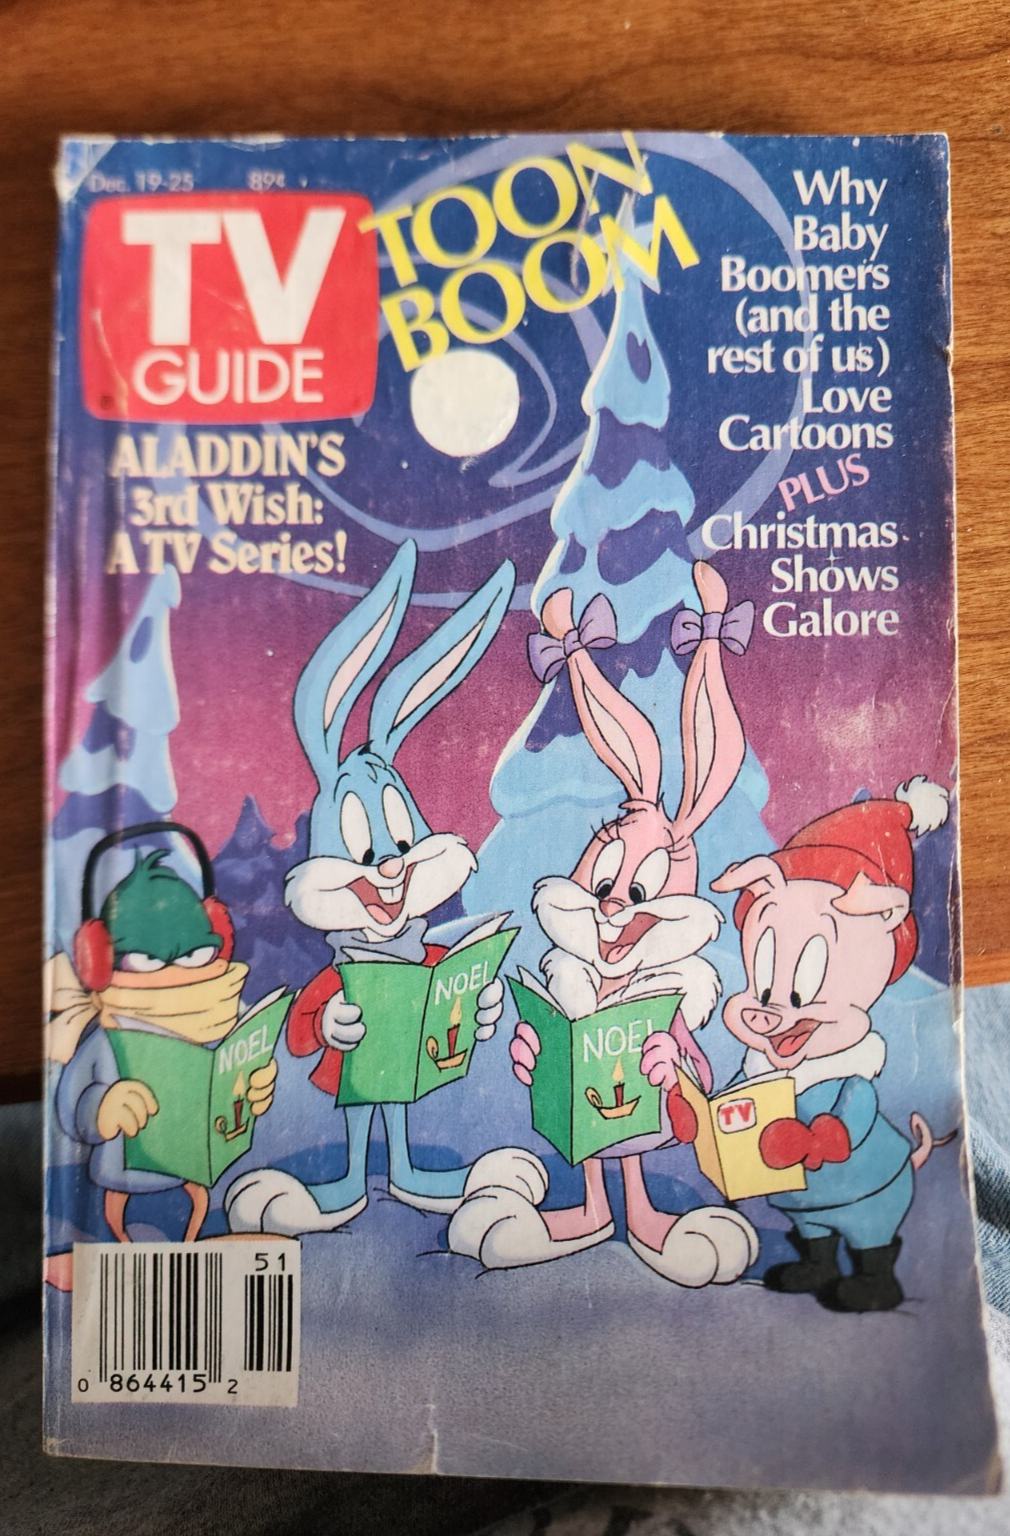 Dec. 19-25 89¢
TV
GUIDE
TOON
BOOM
Why
Baby
Boomers
(and the
rest of us)
Love
Cartoons
PLUS
Christmas
Shows
Galore
ALADDIN'S
3rd Wish:
A TV Series!
NOEL
NOEL
NOEL
TV
51
0 864415 2